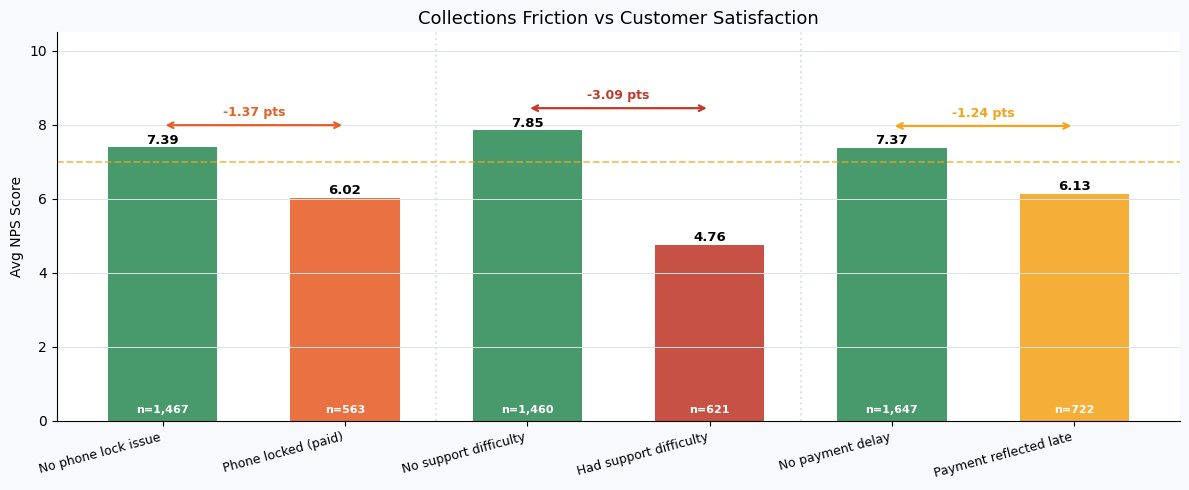 Collections Friction vs Customer Satisfaction
Avg NPS Score
10
8
6
4
2
0
-1.37 pts
-3.09 pts
-1.24 pts
7.39
6.02
7.85
4.76
7.37
6.13
n=1,467
n=563
n=1,460
n=621
n=1,647
n=722
No phone lock issue
Phone locked (paid)
No support difficulty
Had support difficulty
No payment delay
Payment reflected late